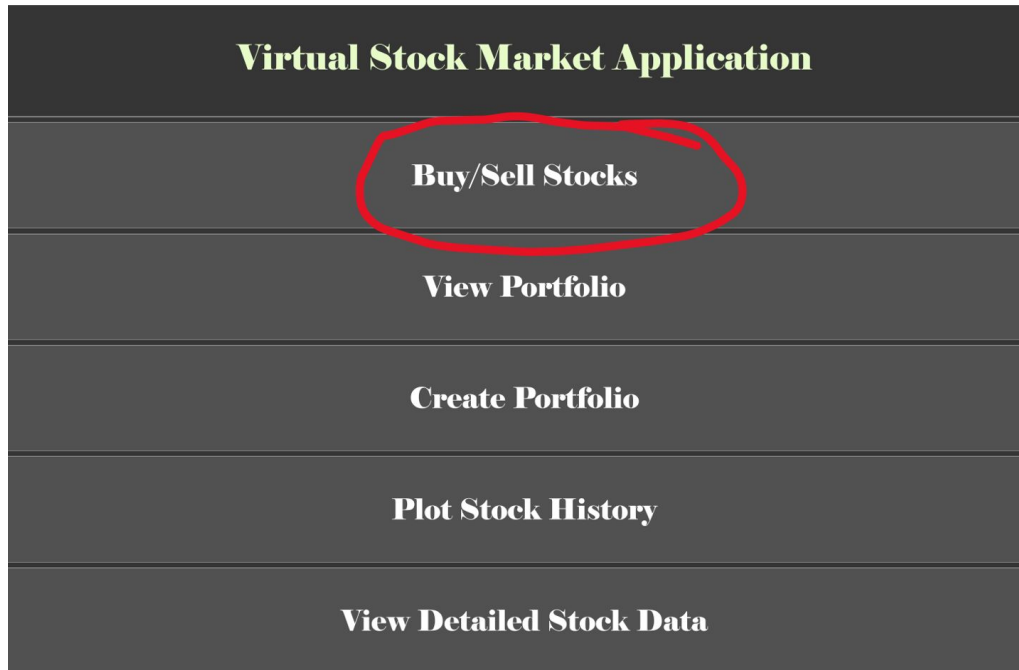 Virtual Stock Market Application
Buy/Sell Stocks
View Portfolio
Create Portfolio
Plot Stock History
View Detailed Stock Data